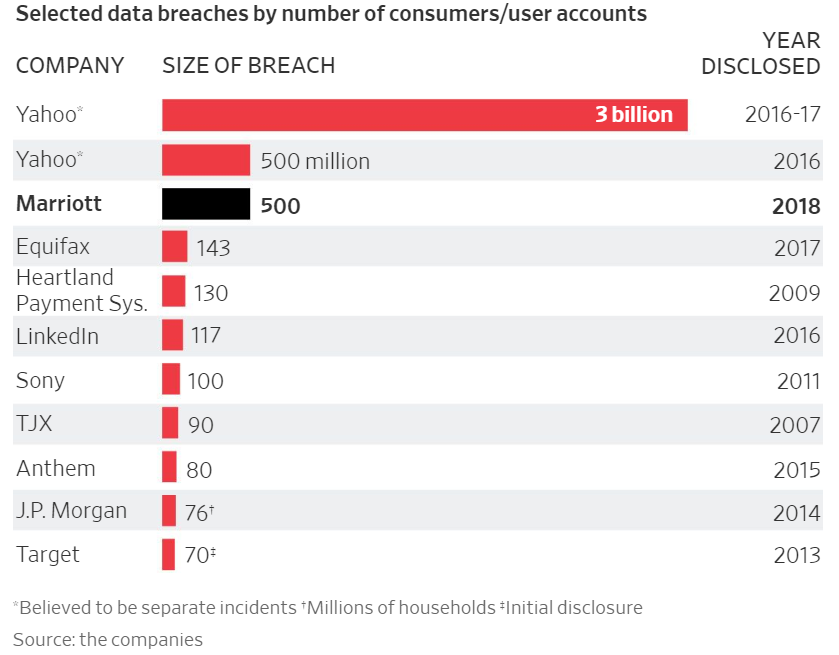 Selected data breaches by number of consumers/user accounts
COMPANY SIZE OF BREACH YEAR DISCLOSED
Yahoo* 3 billion 2016-17
Yahoo* 500 million 2016
Marriott 500 2018
Equifax 143 2017
Heartland
Payment Sys. 130 2009
LinkedIn 117 2016
Sony 100 2011
TJX 90 2007
Anthem 80 2015
J.P. Morgan 76† 2014
Target 70‡ 2013
*Believed to be separate incidents †Millions of households ‡Initial disclosure
Source: the companies